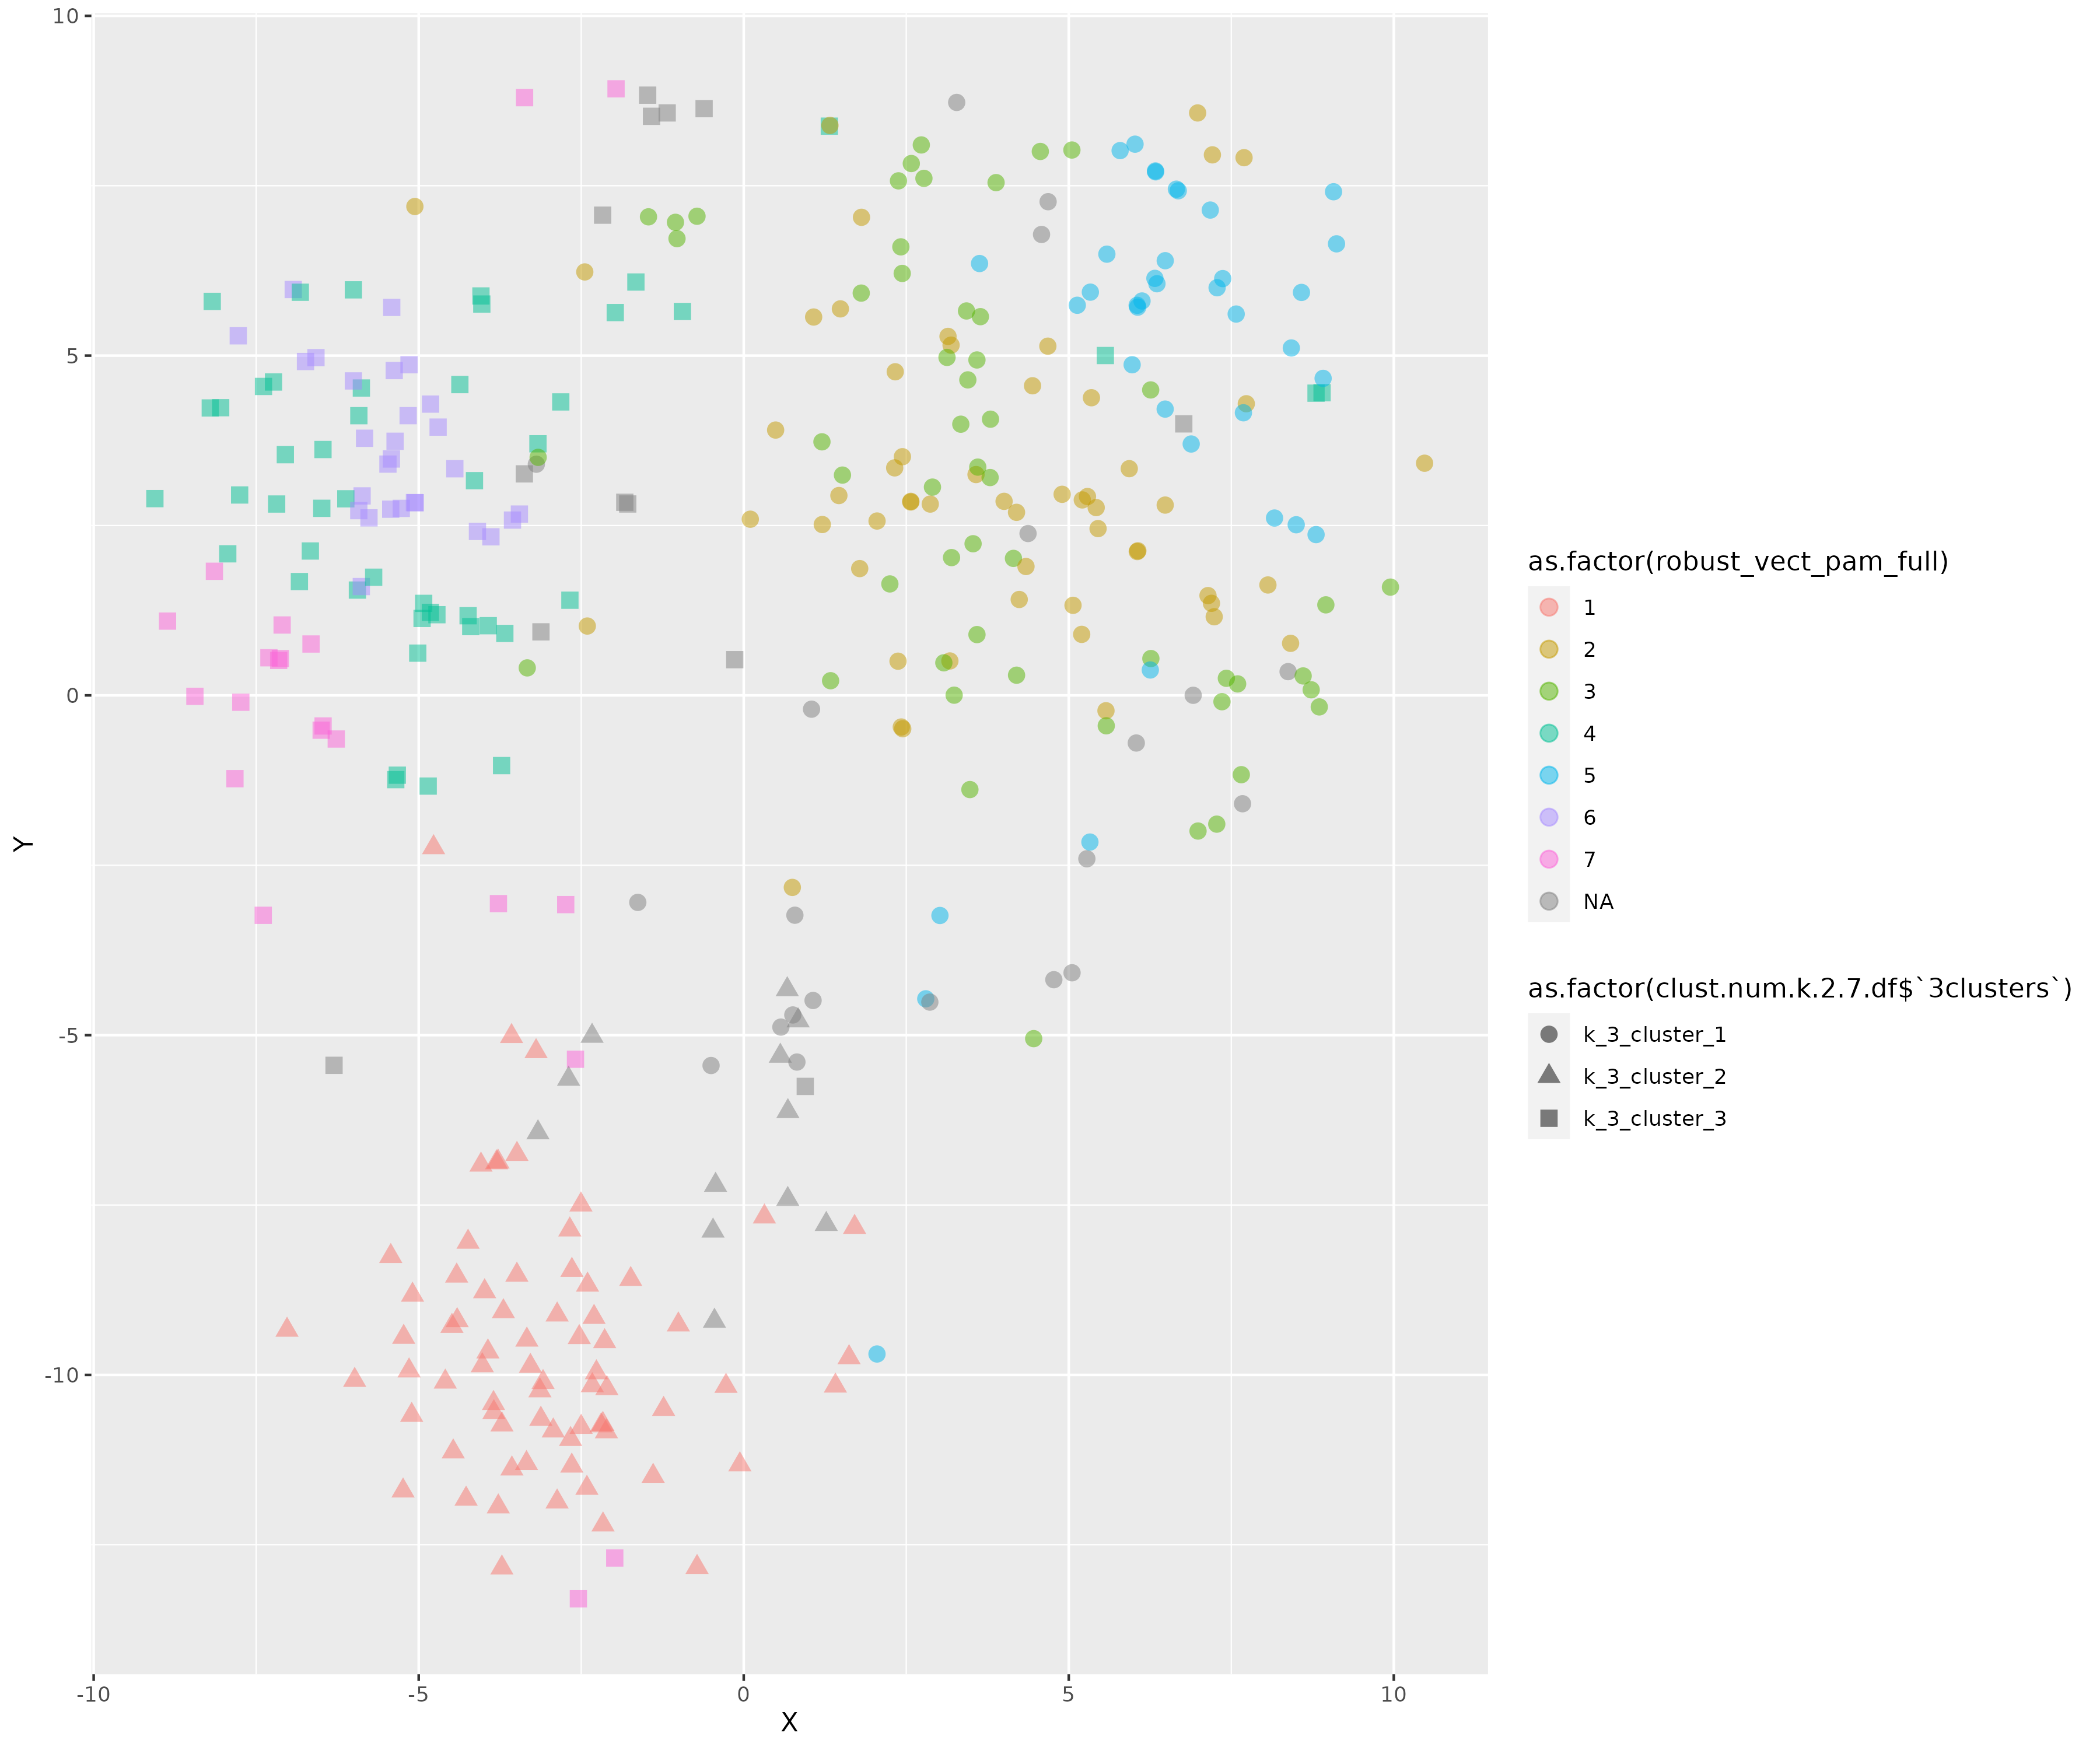 10
5
0
-5
-10
Y
-10
-5
0
5
10
X
as.factor(robust_vect_pam_full)
1
2
3
4
5
6
7
NA
as.factor(clust.num.k.2.7.df$`3clusters`)
k_3_cluster_1
k_3_cluster_2
k_3_cluster_3